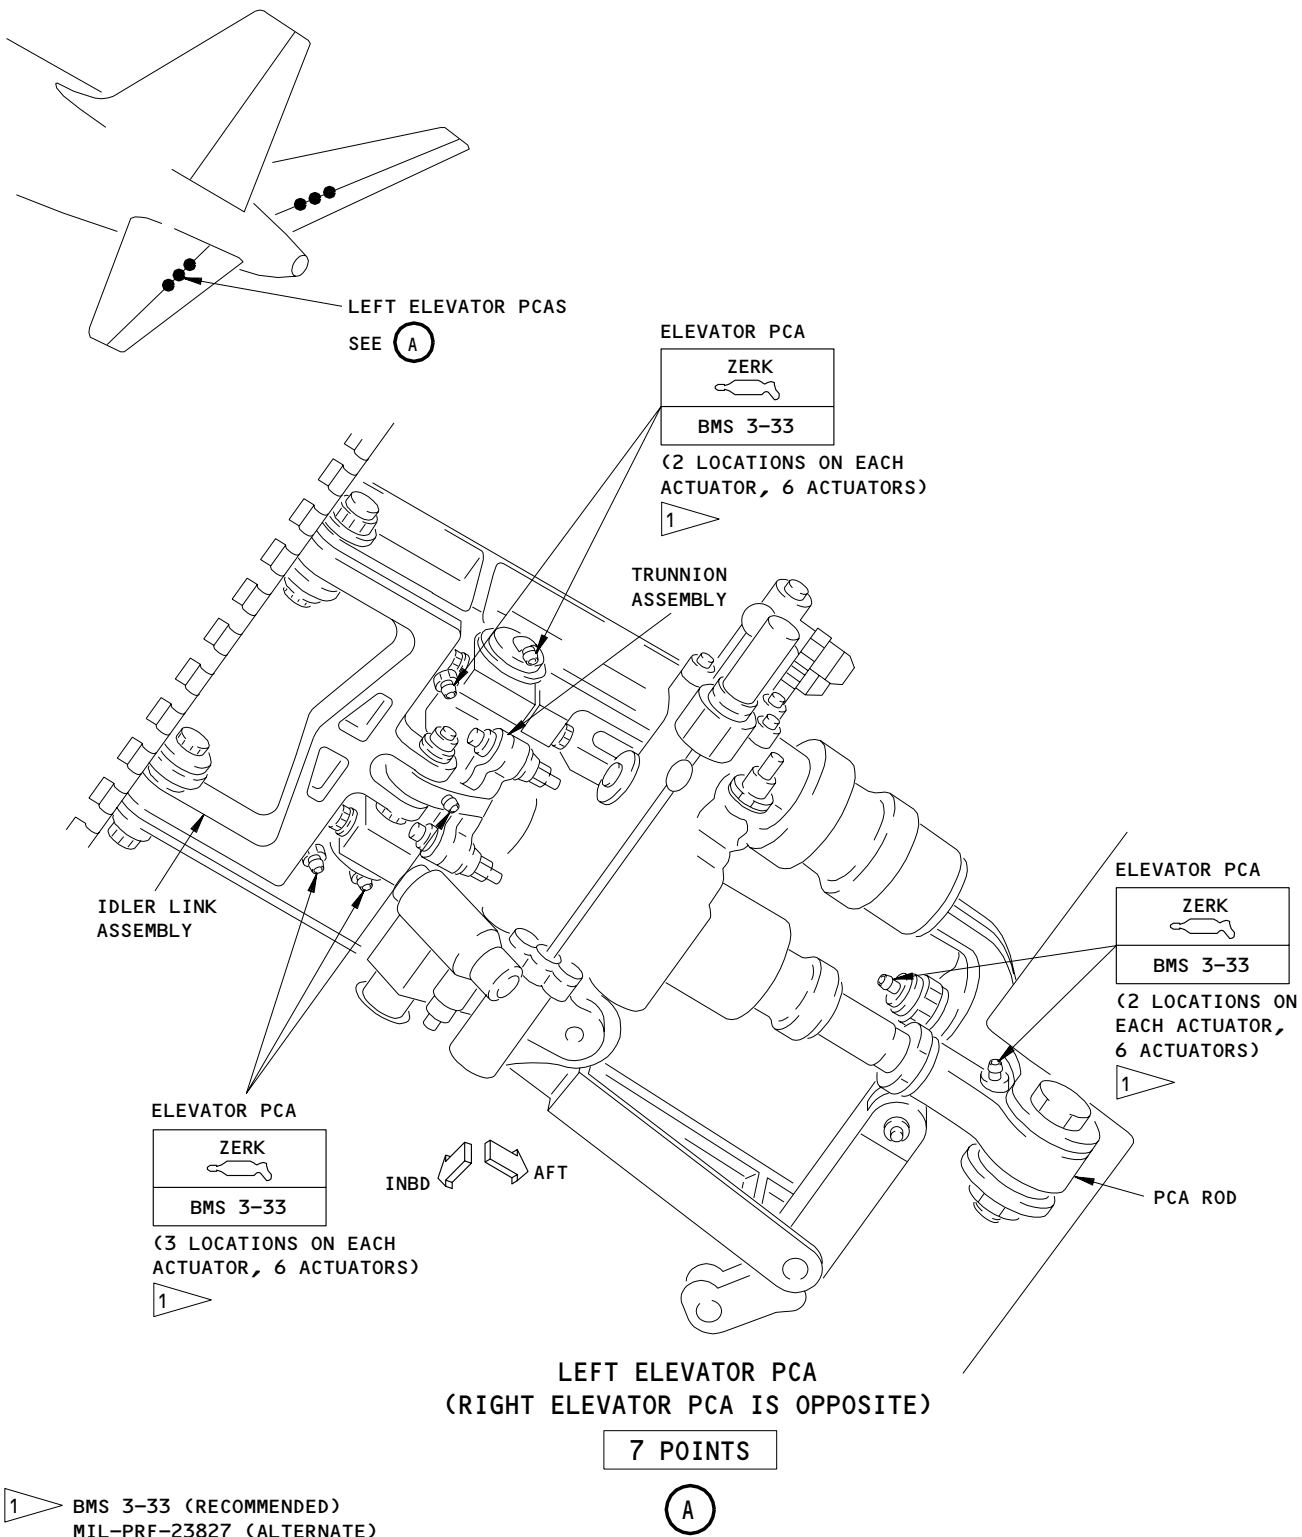 LEFT ELEVATOR PCAS
SEE A
ELEVATOR PCA
ZERK
BMS 3-33
(2 LOCATIONS ON EACH
ACTUATOR, 6 ACTUATORS)
1
TRUNNION
ASSEMBLY
IDLER LINK
ASSEMBLY
ELEVATOR PCA
ZERK
BMS 3-33
(2 LOCATIONS ON
EACH ACTUATOR,
6 ACTUATORS)
1
ELEVATOR PCA
ZERK
BMS 3-33
(3 LOCATIONS ON EACH
ACTUATOR, 6 ACTUATORS)
1
INBD
AFT
PCA ROD
LEFT ELEVATOR PCA
(RIGHT ELEVATOR PCA IS OPPOSITE)
7 POINTS
A
1 BMS 3-33 (RECOMMENDED)
MIL-PRF-23827 (ALTERNATE)